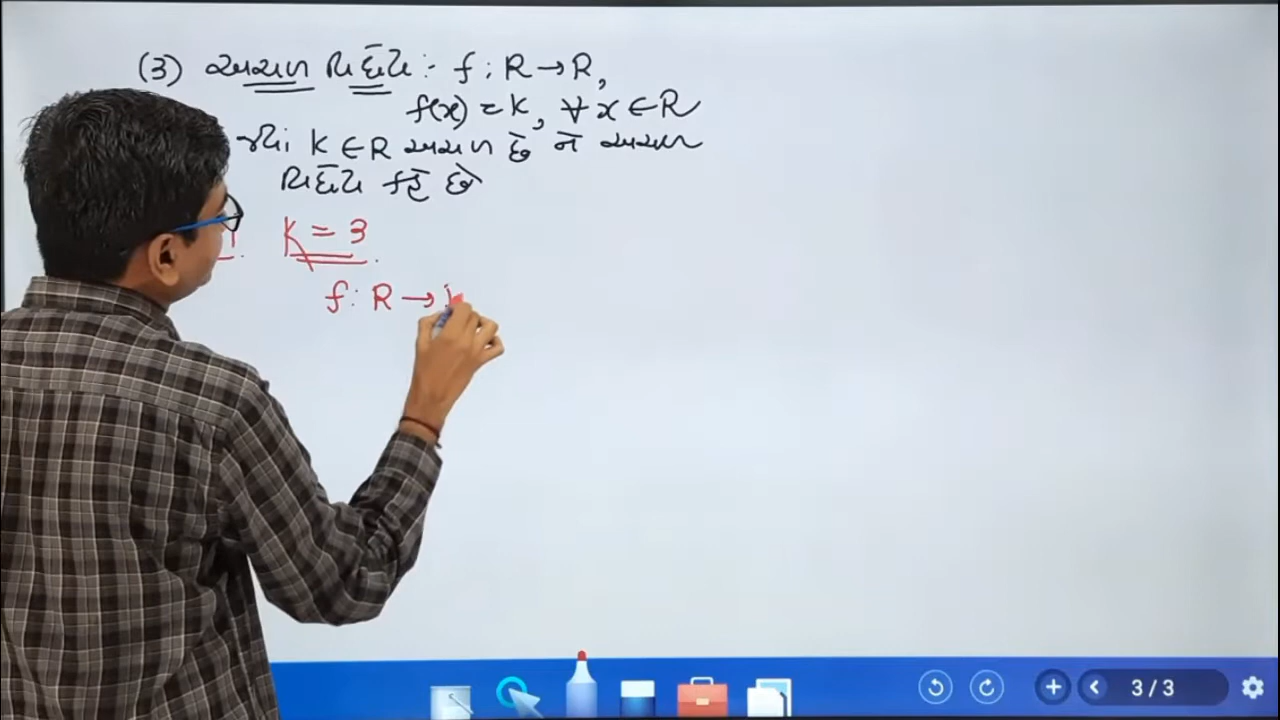 (3) અચળ વિધેય :- f : R → R,
f(x) = k, ∀ x ∈ R
જ્યાં k ∈ R અચળ છે ને અચળ
વિધેય કહે છે
K = 3
f : R →
3 / 3